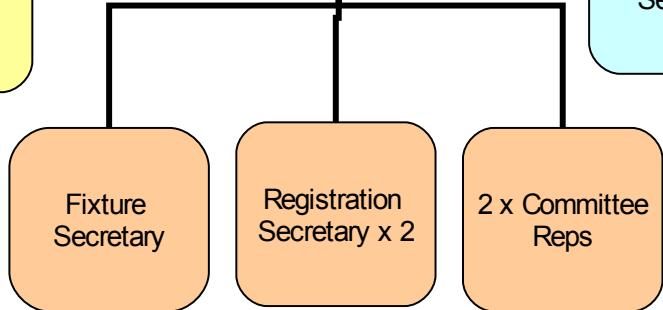 Fixture
Secretary
Registration
Secretary x 2
2 x Committee
Reps